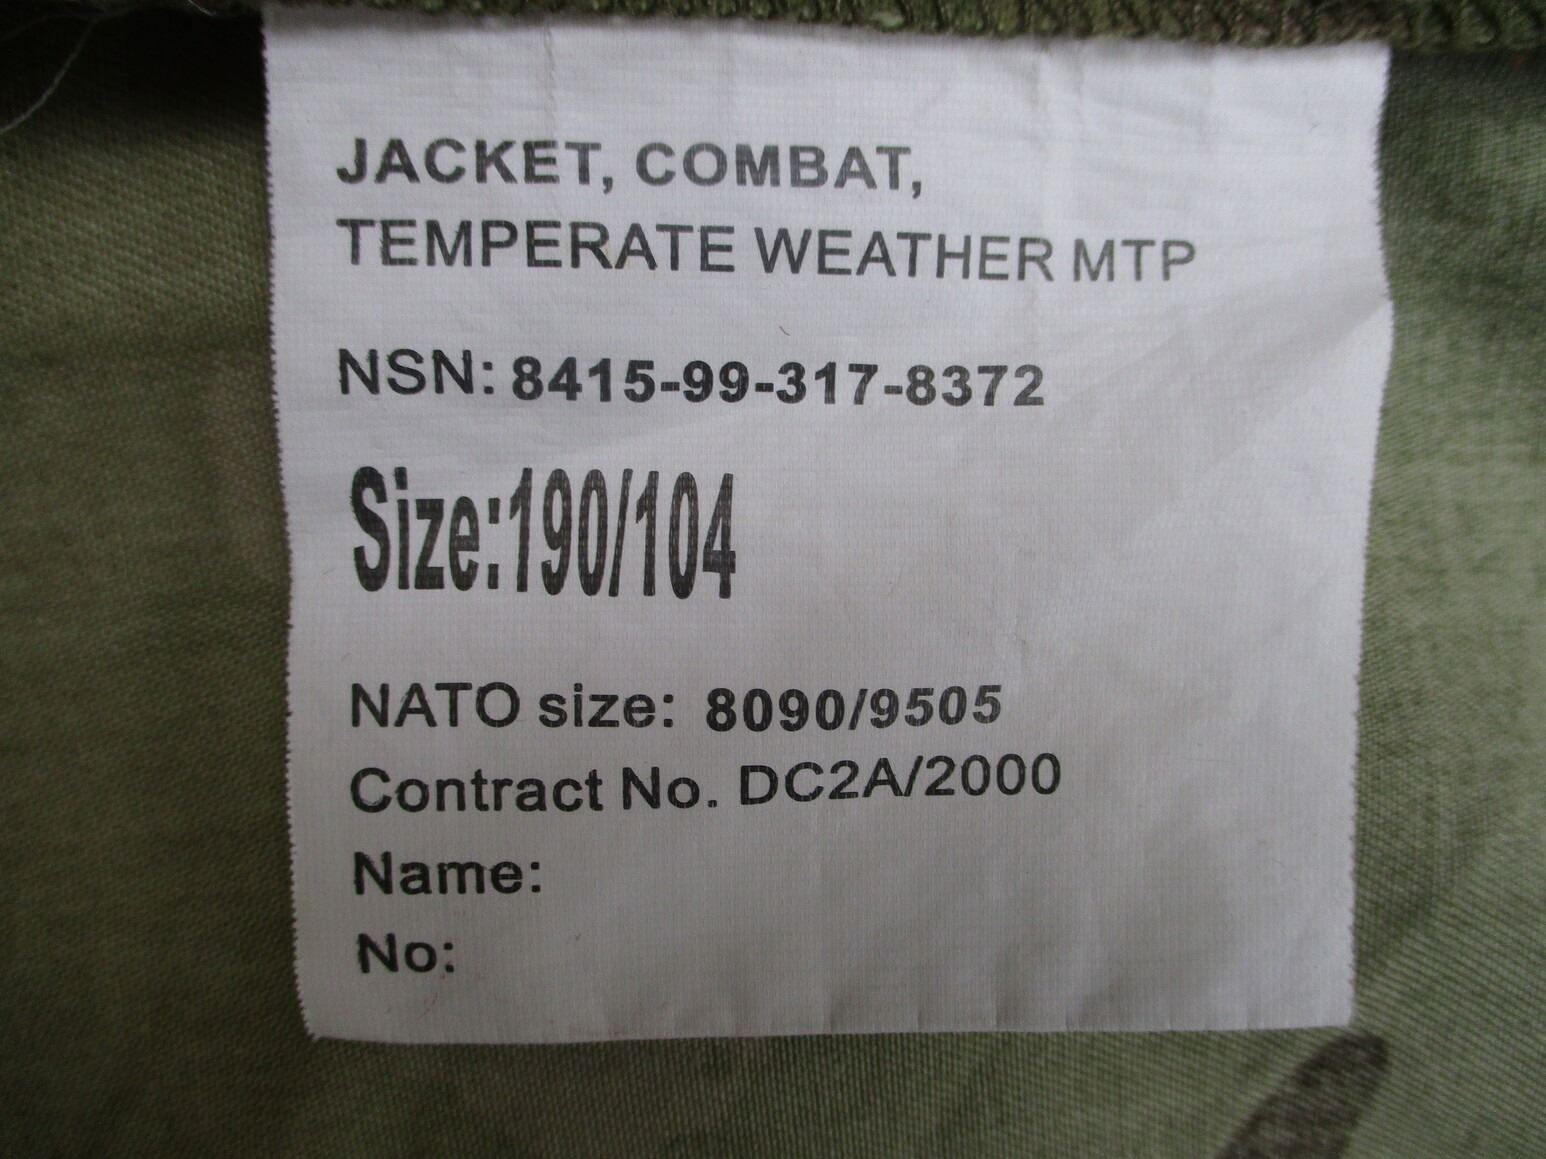 JACKET, COMBAT,
TEMPERATE WEATHER MTP
NSN: 8415-99-317-8372
Size:190/104
NATO size: 8090/9505
Contract No. DC2A/2000
Name:
No: